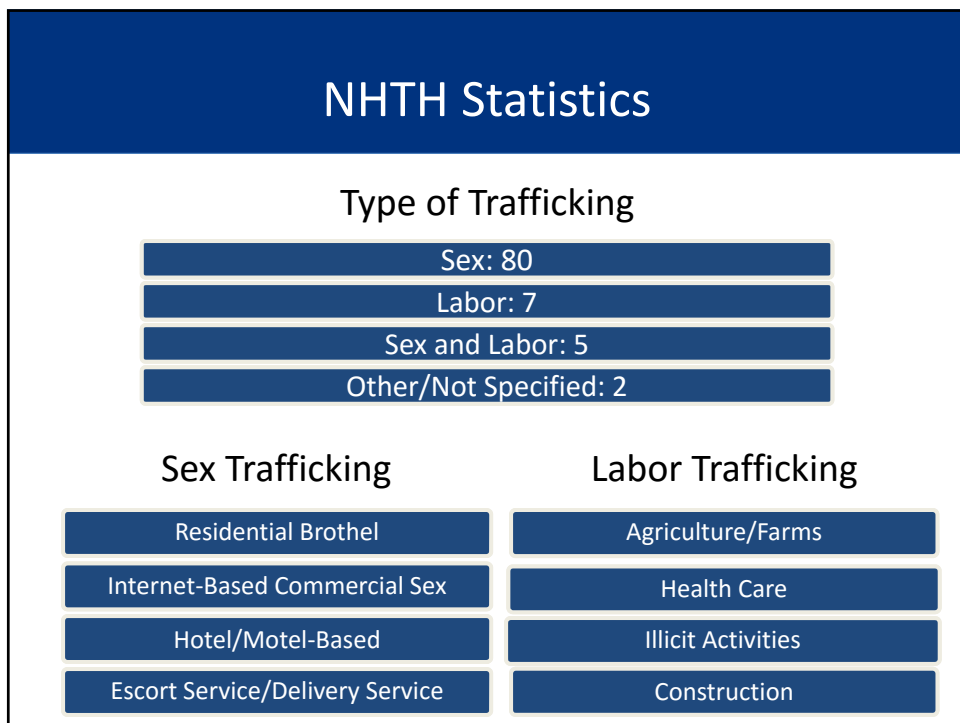 NHTH Statistics
Type of Trafficking
Sex: 80
Labor: 7
Sex and Labor: 5
Other/Not Specified: 2
Sex Trafficking
Residential Brothel
Internet-Based Commercial Sex
Hotel/Motel-Based
Escort Service/Delivery Service
Labor Trafficking
Agriculture/Farms
Health Care
Illicit Activities
Construction